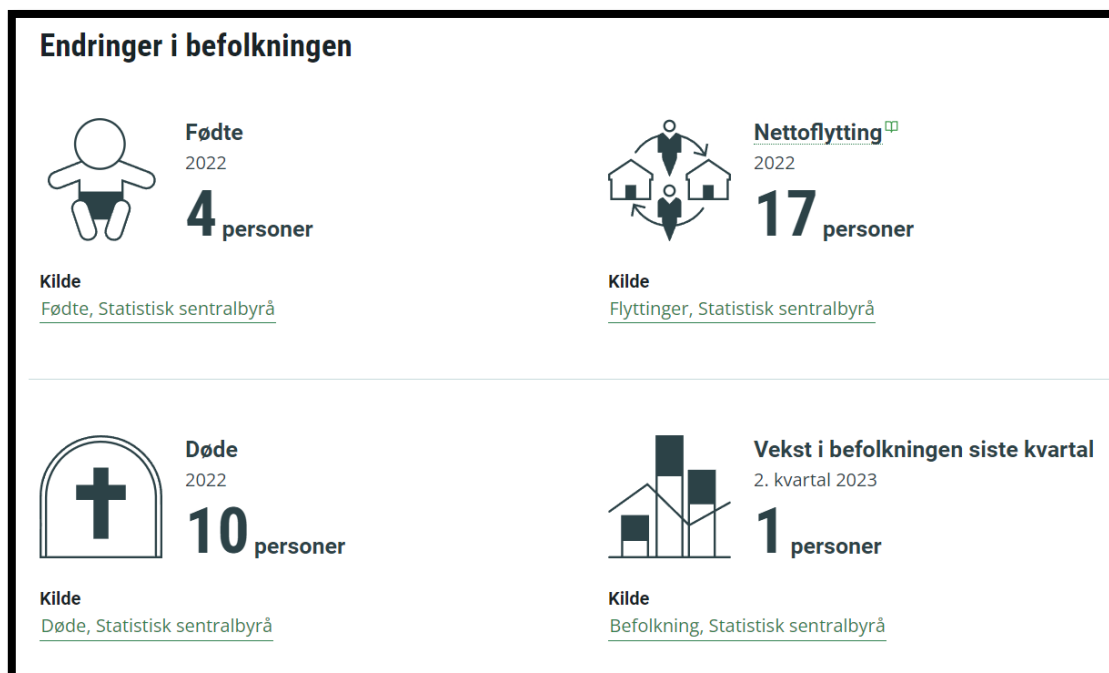 Endringer i befolkningen
Fødte
2022
4 personer
Kilde
Fødte, Statistisk sentralbyrå
Nettoflytting
2022
17 personer
Kilde
Flyttinger, Statistisk sentralbyrå
Døde
2022
10 personer
Kilde
Døde, Statistisk sentralbyrå
Vekst i befolkningen siste kvartal
2. kvartal 2023
1 personer
Kilde
Befolkning, Statistisk sentralbyrå